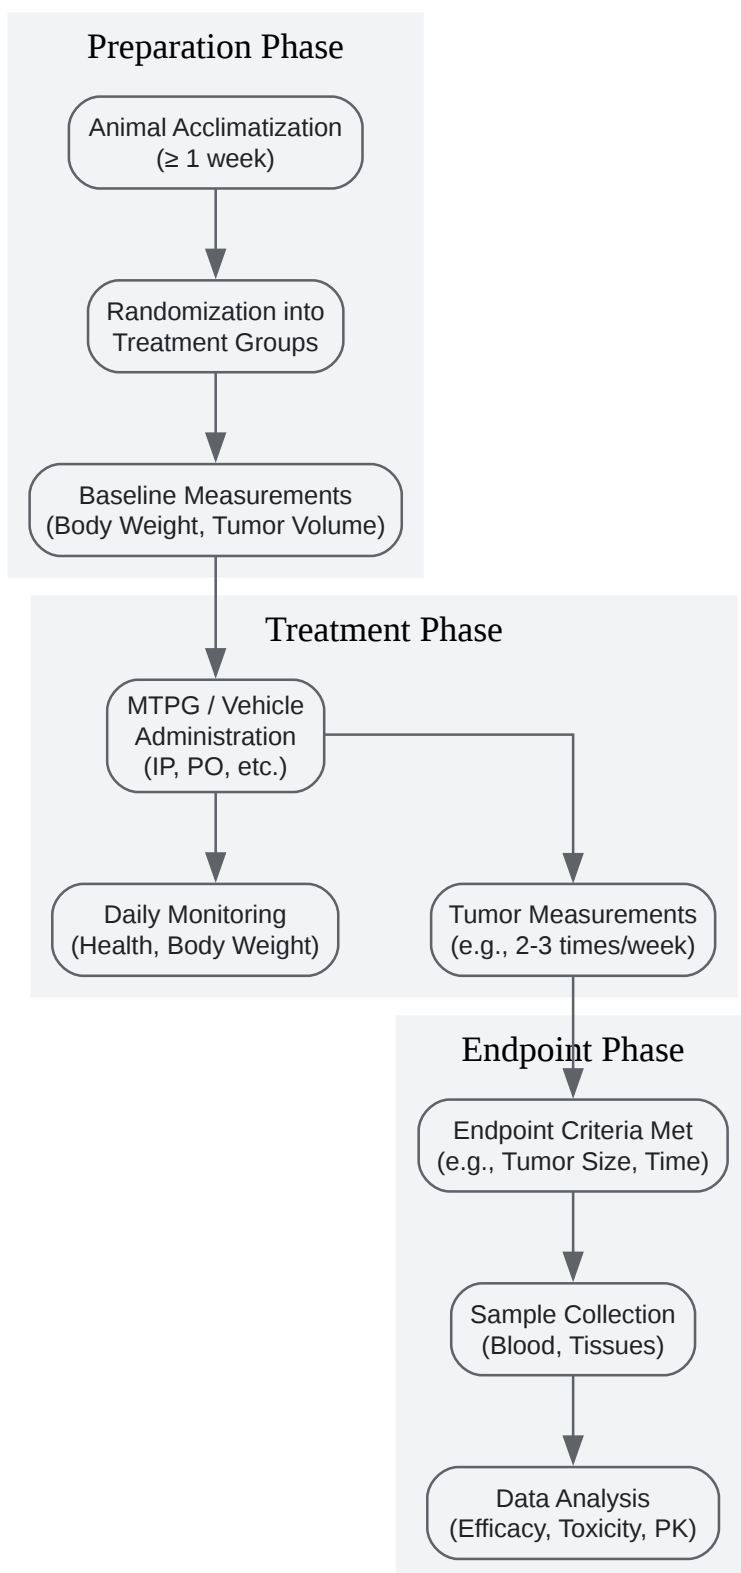 Preparation Phase
Animal Acclimatization
(≥ 1 week)
Randomization into
Treatment Groups
Baseline Measurements
(Body Weight, Tumor Volume)
Treatment Phase
MTPG / Vehicle
Administration
(IP, PO, etc.)
Daily Monitoring
(Health, Body Weight)
Tumor Measurements
(e.g., 2-3 times/week)
Endpoint Phase
Endpoint Criteria Met
(e.g., Tumor Size, Time)
Sample Collection
(Blood, Tissues)
Data Analysis
(Efficacy, Toxicity, PK)